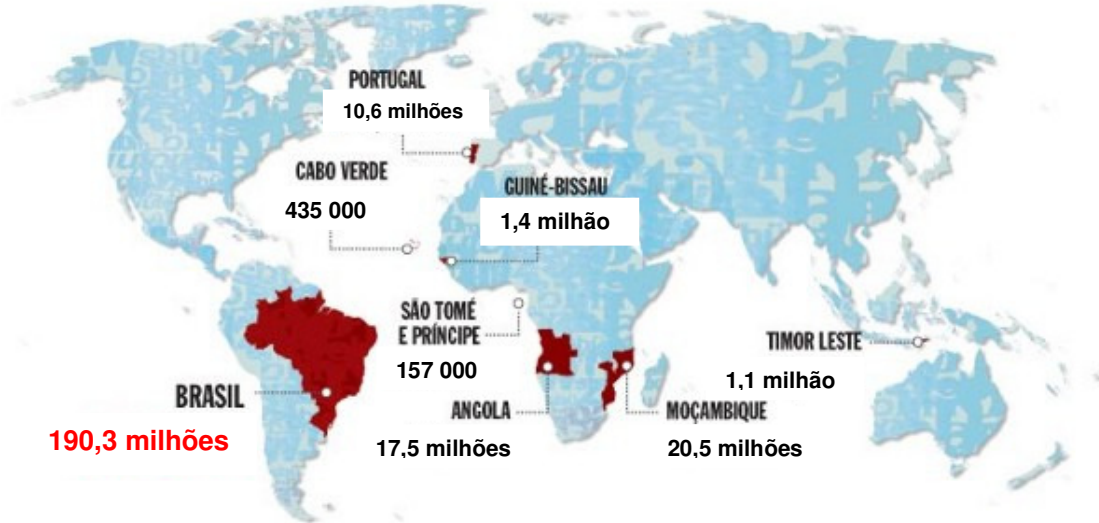 PORTUGAL
10,6 milhões
CABO VERDE
435 000
GUINÉ-BISSAU
1,4 milhão
SÃO TOMÉ
E PRÍNCIPE
157 000
TIMOR LESTE
1,1 milhão
BRASIL
190,3 milhões
ANGOLA
17,5 milhões
MOÇAMBIQUE
20,5 milhões